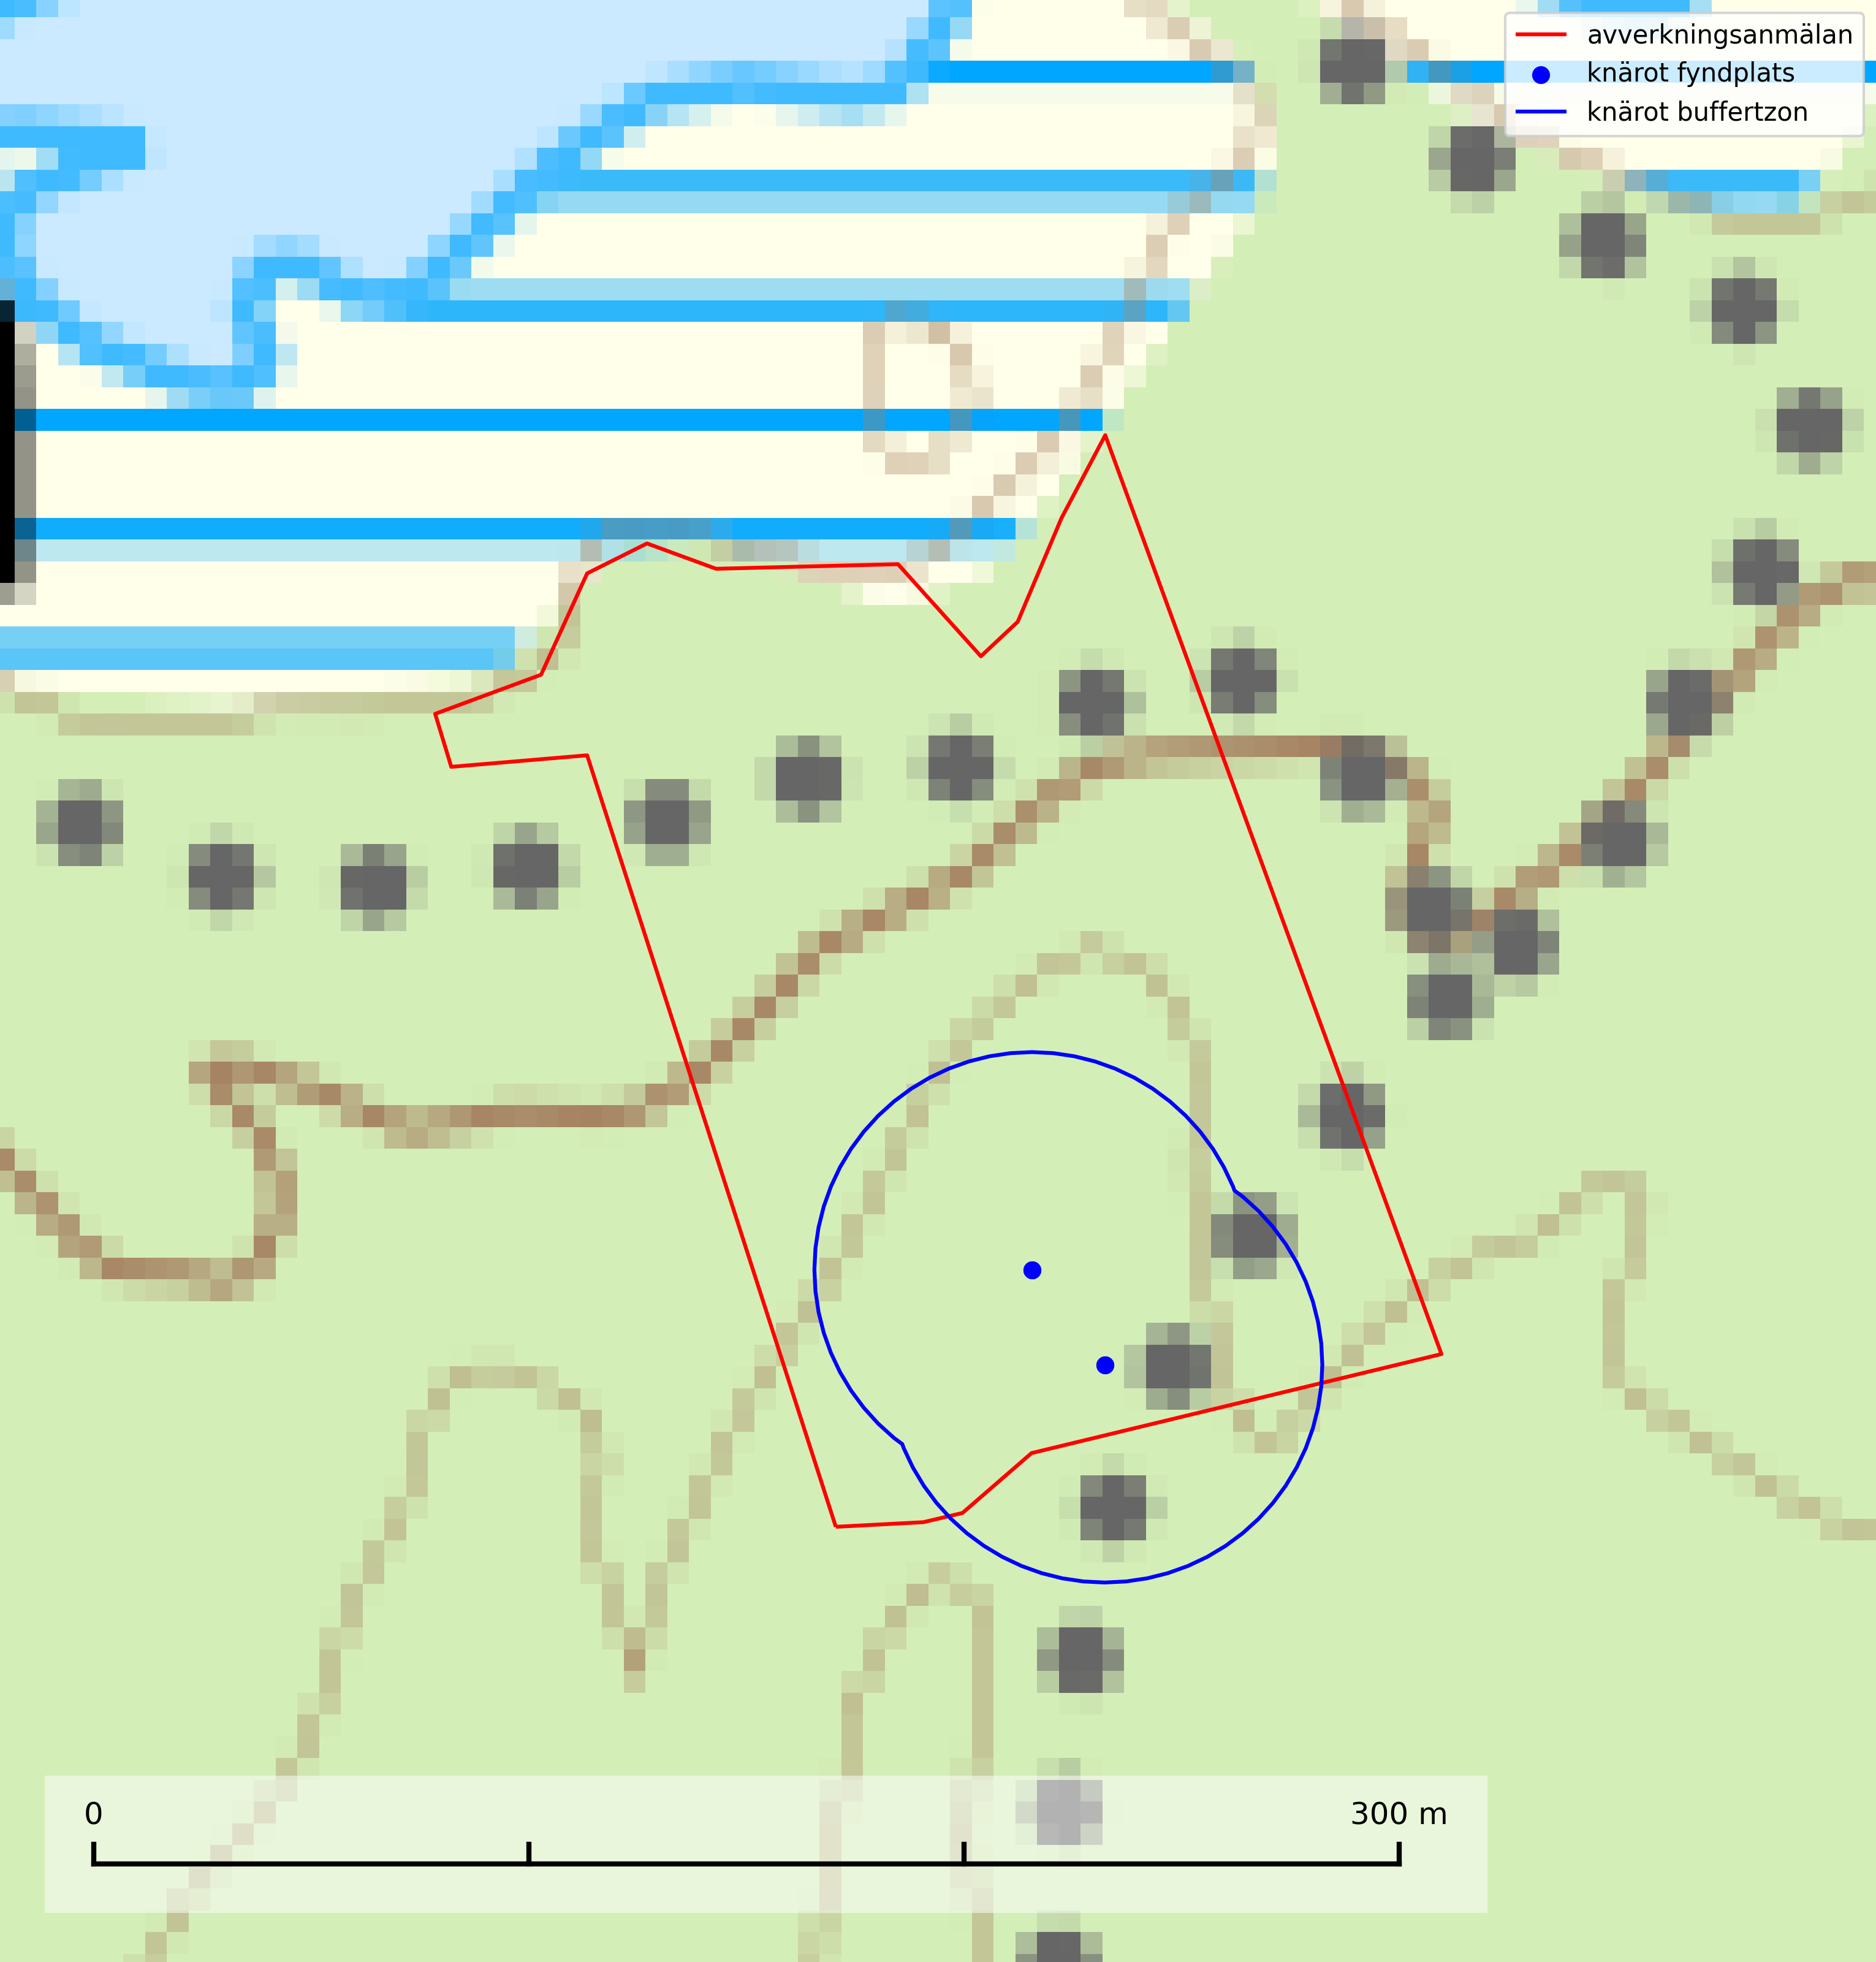 avverkningsanmälan
knärot fyndplats
knärot buffertzon
0 300 m